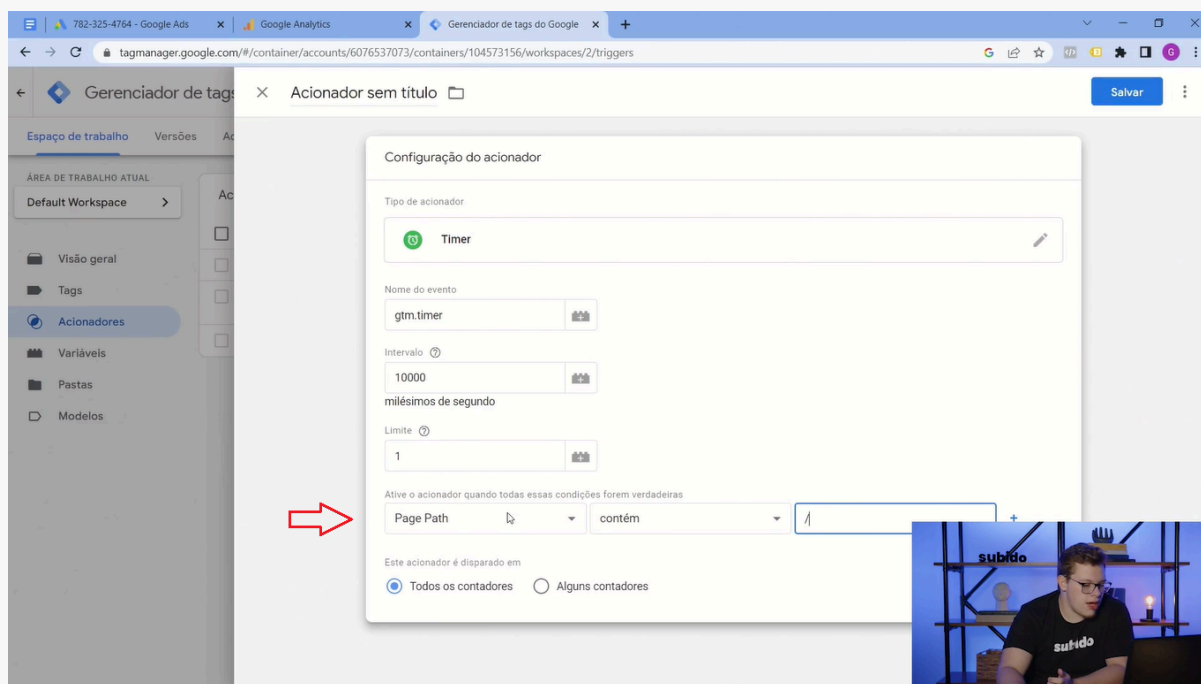 782-325-4764 - Google Ads
Google Analytics
Gerenciador de tags do Google
tagmanager.google.com/#/container/accounts/6076537073/containers/104573156/workspaces/2/triggers
G
Gerenciador de tags
Acionador sem título
Salvar
Espaço de trabalho
Versões
Ad
ÁREA DE TRABALHO ATUAL
Default Workspace
Ac
Visão geral
Tags
Acionadores
Variáveis
Pastas
Modelos
Configuração do acionador
Tipo de acionador
Timer
Nome do evento
gtm.timer
Intervalo
10000
milésimos de segundo
Limite
1
Ative o acionador quando todas essas condições forem verdadeiras
Page Path
contém
/
+
Este acionador é disparado em
Todos os contadores
Alguns contadores
subido
subido